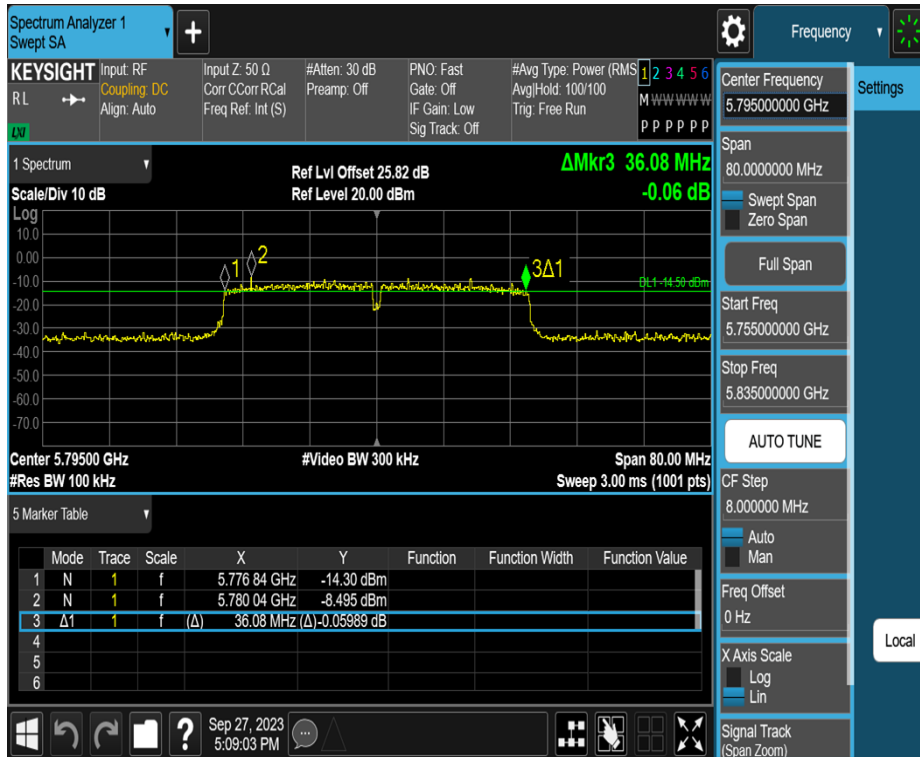 Spectrum Analyzer 1
Swept SA
+
Frequency
KEYSIGHT
R L
LXI
Input: RF
Coupling: DC
Align: Auto
Input Z: 50 Ω
Corr CCorr RCal
Freq Ref: Int (S)
#Atten: 30 dB
Preamp: Off
PNO: Fast
Gate: Off
IF Gain: Low
Sig Track: Off
#Avg Type: Power (RMS
Avg|Hold: 100/100
Trig: Free Run
1 2 3 4 5 6
M W W W W W
P P P P P P
1 Spectrum
Scale/Div 10 dB
Ref Lvl Offset 25.82 dB
Ref Level 20.00 dBm
ΔMkr3 36.08 MHz
-0.06 dB
Log
10.0
0.00
-10.0
-20.0
-30.0
-40.0
-50.0
-60.0
-70.0
1
2
3Δ1
DL1 -14.50 dBm
Center 5.79500 GHz
#Video BW 300 kHz
Span 80.00 MHz
#Res BW 100 kHz
Sweep 3.00 ms (1001 pts)
5 Marker Table
Mode Trace Scale X Y Function Function Width Function Value
1 N 1 f 5.776 84 GHz -14.30 dBm
2 N 1 f 5.780 04 GHz -8.495 dBm
3 Δ1 1 f (Δ) 36.08 MHz (Δ) -0.05989 dB
4
5
6
Sep 27, 2023
5:09:03 PM
?
Center Frequency
5.795000000 GHz
Span
80.0000000 MHz
Swept Span
Zero Span
Full Span
Start Freq
5.755000000 GHz
Stop Freq
5.835000000 GHz
AUTO TUNE
CF Step
8.000000 MHz
Auto
Man
Freq Offset
0 Hz
X Axis Scale
Log
Lin
Signal Track
(Span Zoom)
Settings
Local